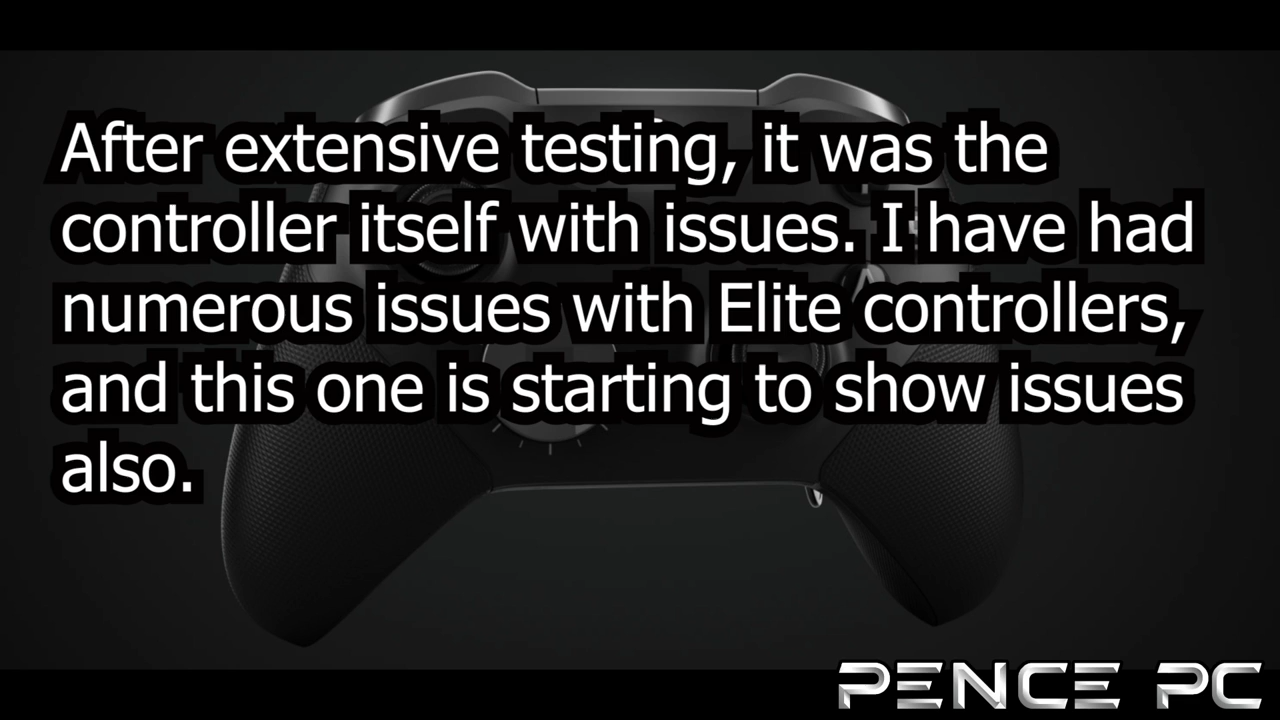 After extensive testing, it was the
controller itself with issues. I have had
numerous issues with Elite controllers,
and this one is starting to show issues
also.
PENCE PC